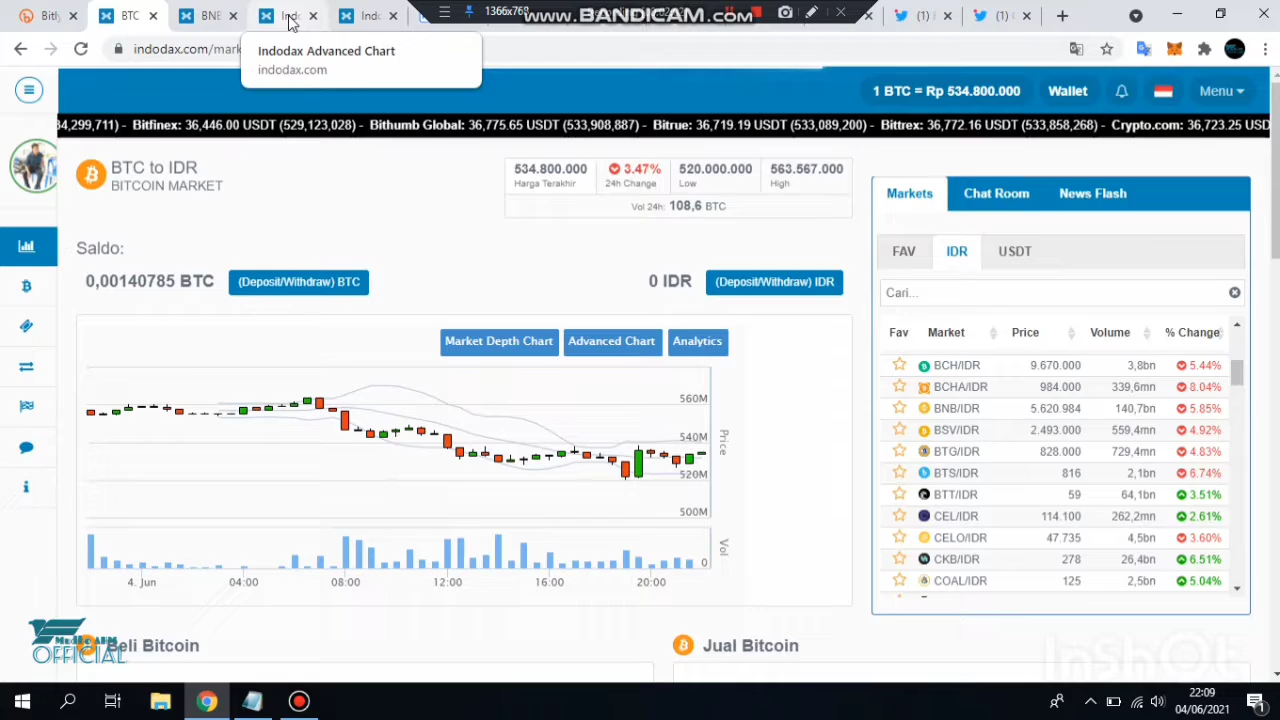 Bitt
BTC
BNB
Ind
Ind
1366x768
www.BANDICAM.com
(1)
(1)
indodax.com/mark
Indodax Advanced Chart
indodax.com
1 BTC = Rp 534.800.000
Wallet
Menu
34,299,711) - Bitfinex: 36,446.00 USDT (529,123,028) - Bithumb Global: 36,775.65 USDT (533,908,887) - Bitrue: 36,719.19 USDT (533,089,200) - Bittrex: 36,772.16 USDT (533,858,268) - Crypto.com: 36,723.25 USD
BTC to IDR
BITCOIN MARKET
534.800.000
Harga Terakhir
3.47%
24h Change
520.000.000
Low
563.567.000
High
Vol 24h: 108,6 BTC
Saldo:
0,00140785 BTC
(Deposit/Withdraw) BTC
0 IDR
(Deposit/Withdraw) IDR
Market Depth Chart
Advanced Chart
Analytics
560M
540M
520M
500M
Price
0
Vol
4. Jun
04:00
08:00
12:00
16:00
20:00
Markets
Chat Room
News Flash
FAV
IDR
USDT
Cari...
Fav Market Price Volume % Change
BCH/IDR 9.670.000 3,8bn 5.44%
BCHA/IDR 984.000 339,6mn 8.04%
BNB/IDR 5.620.984 140,7mn 5.85%
BSV/IDR 2.493.000 559,4mn 4.92%
BTG/IDR 828.000 729,4mn 4.83%
BTS/IDR 816 2,1bn 6.74%
BTT/IDR 59 64,1bn 3.51%
CEL/IDR 114.100 262,2mn 2.61%
CELO/IDR 47.735 4,5bn 3.60%
CKB/IDR 278 26,4bn 6.51%
COAL/IDR 125 2,5bn 5.04%
Beli Bitcoin
Jual Bitcoin
OFFICIAL
InShOt
22:09
04/06/2021
1